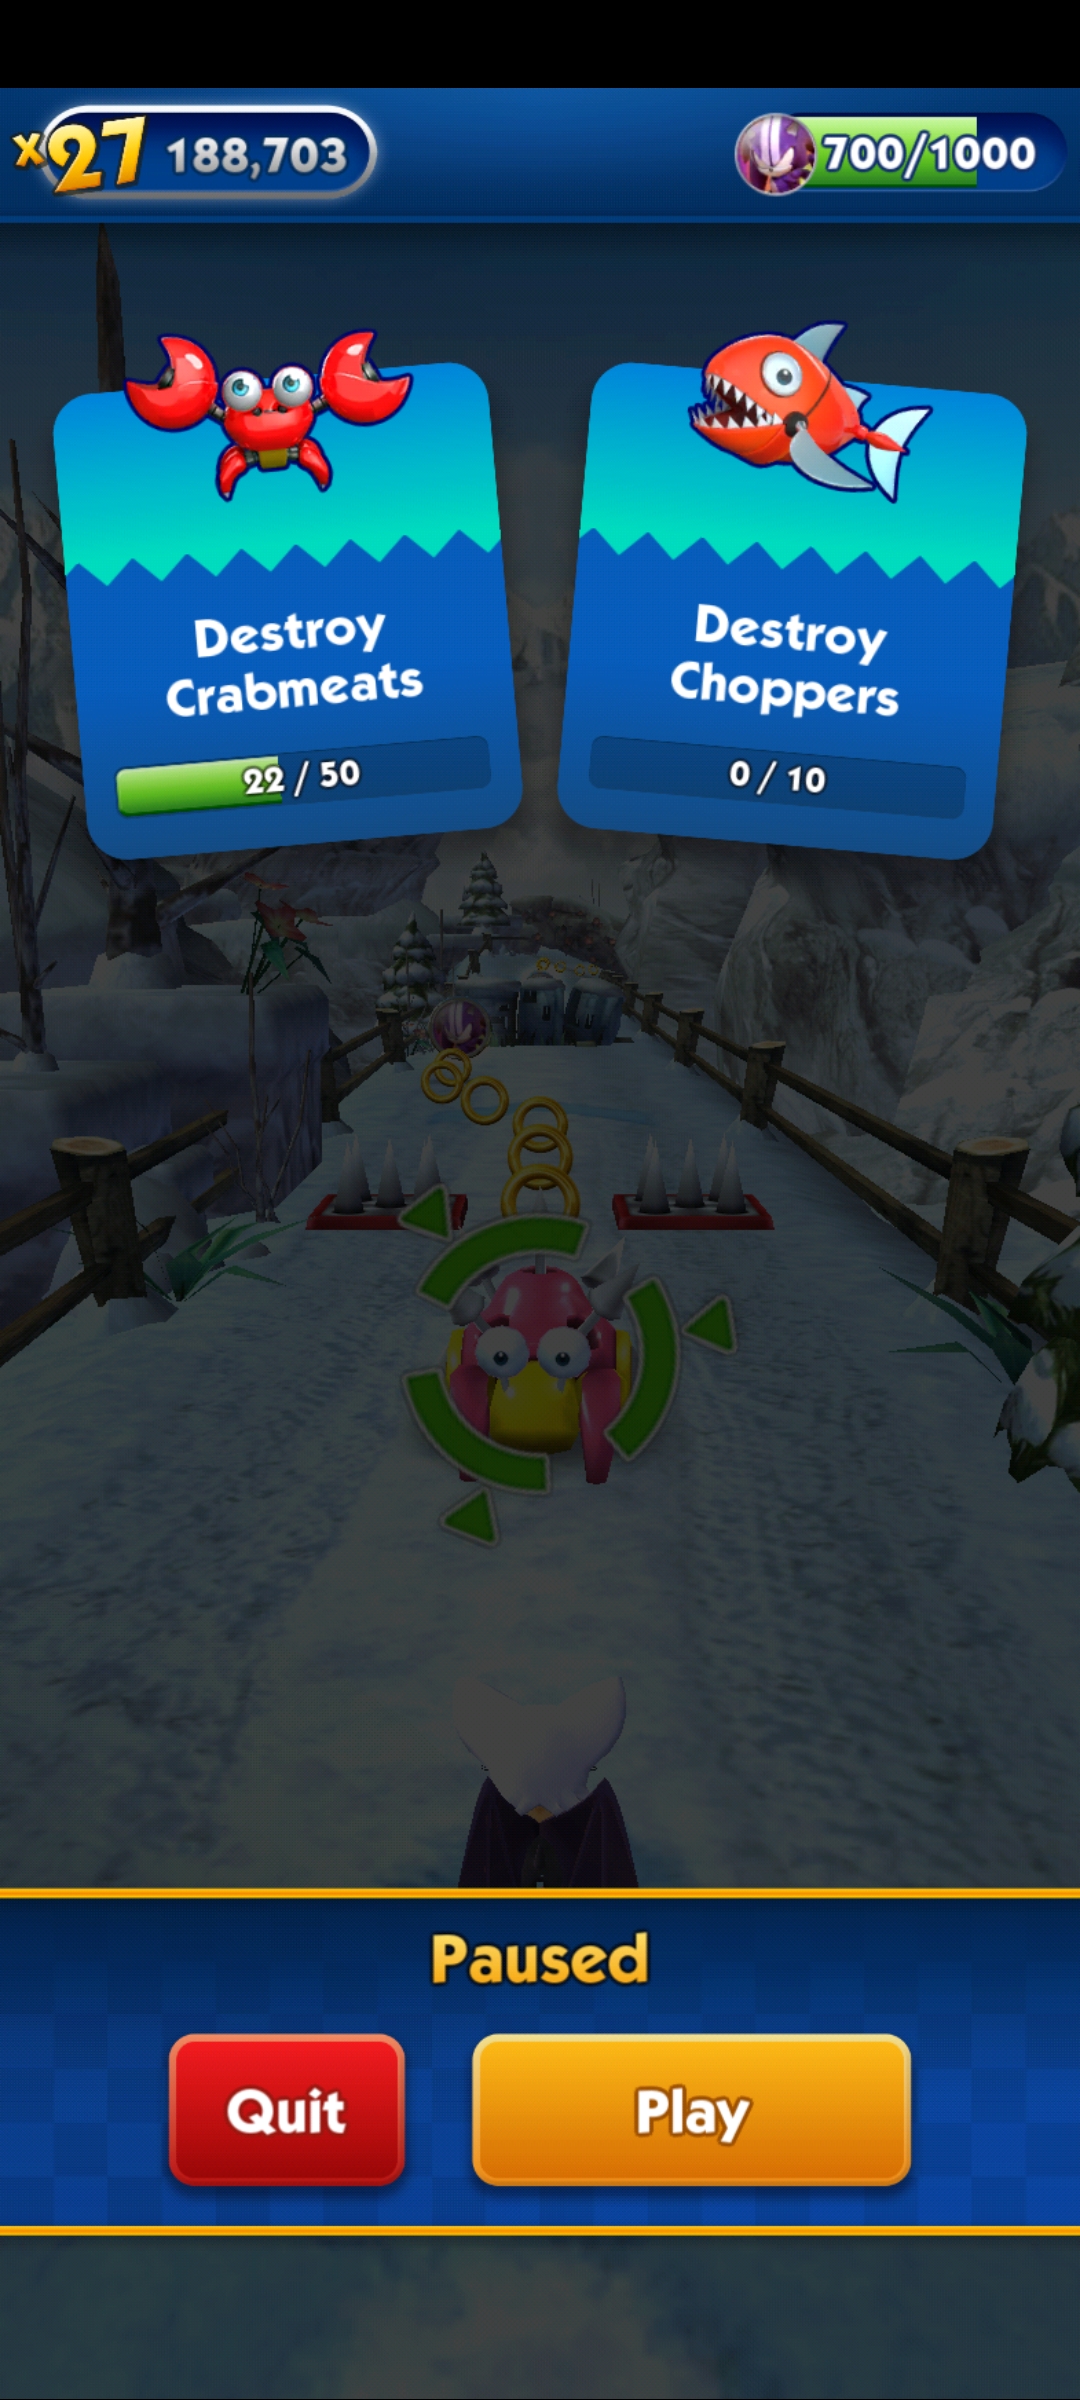 x27 188,703
700/1000
Destroy
Crabmeats
22 / 50
Destroy
Choppers
0 / 10
Paused
Quit
Play